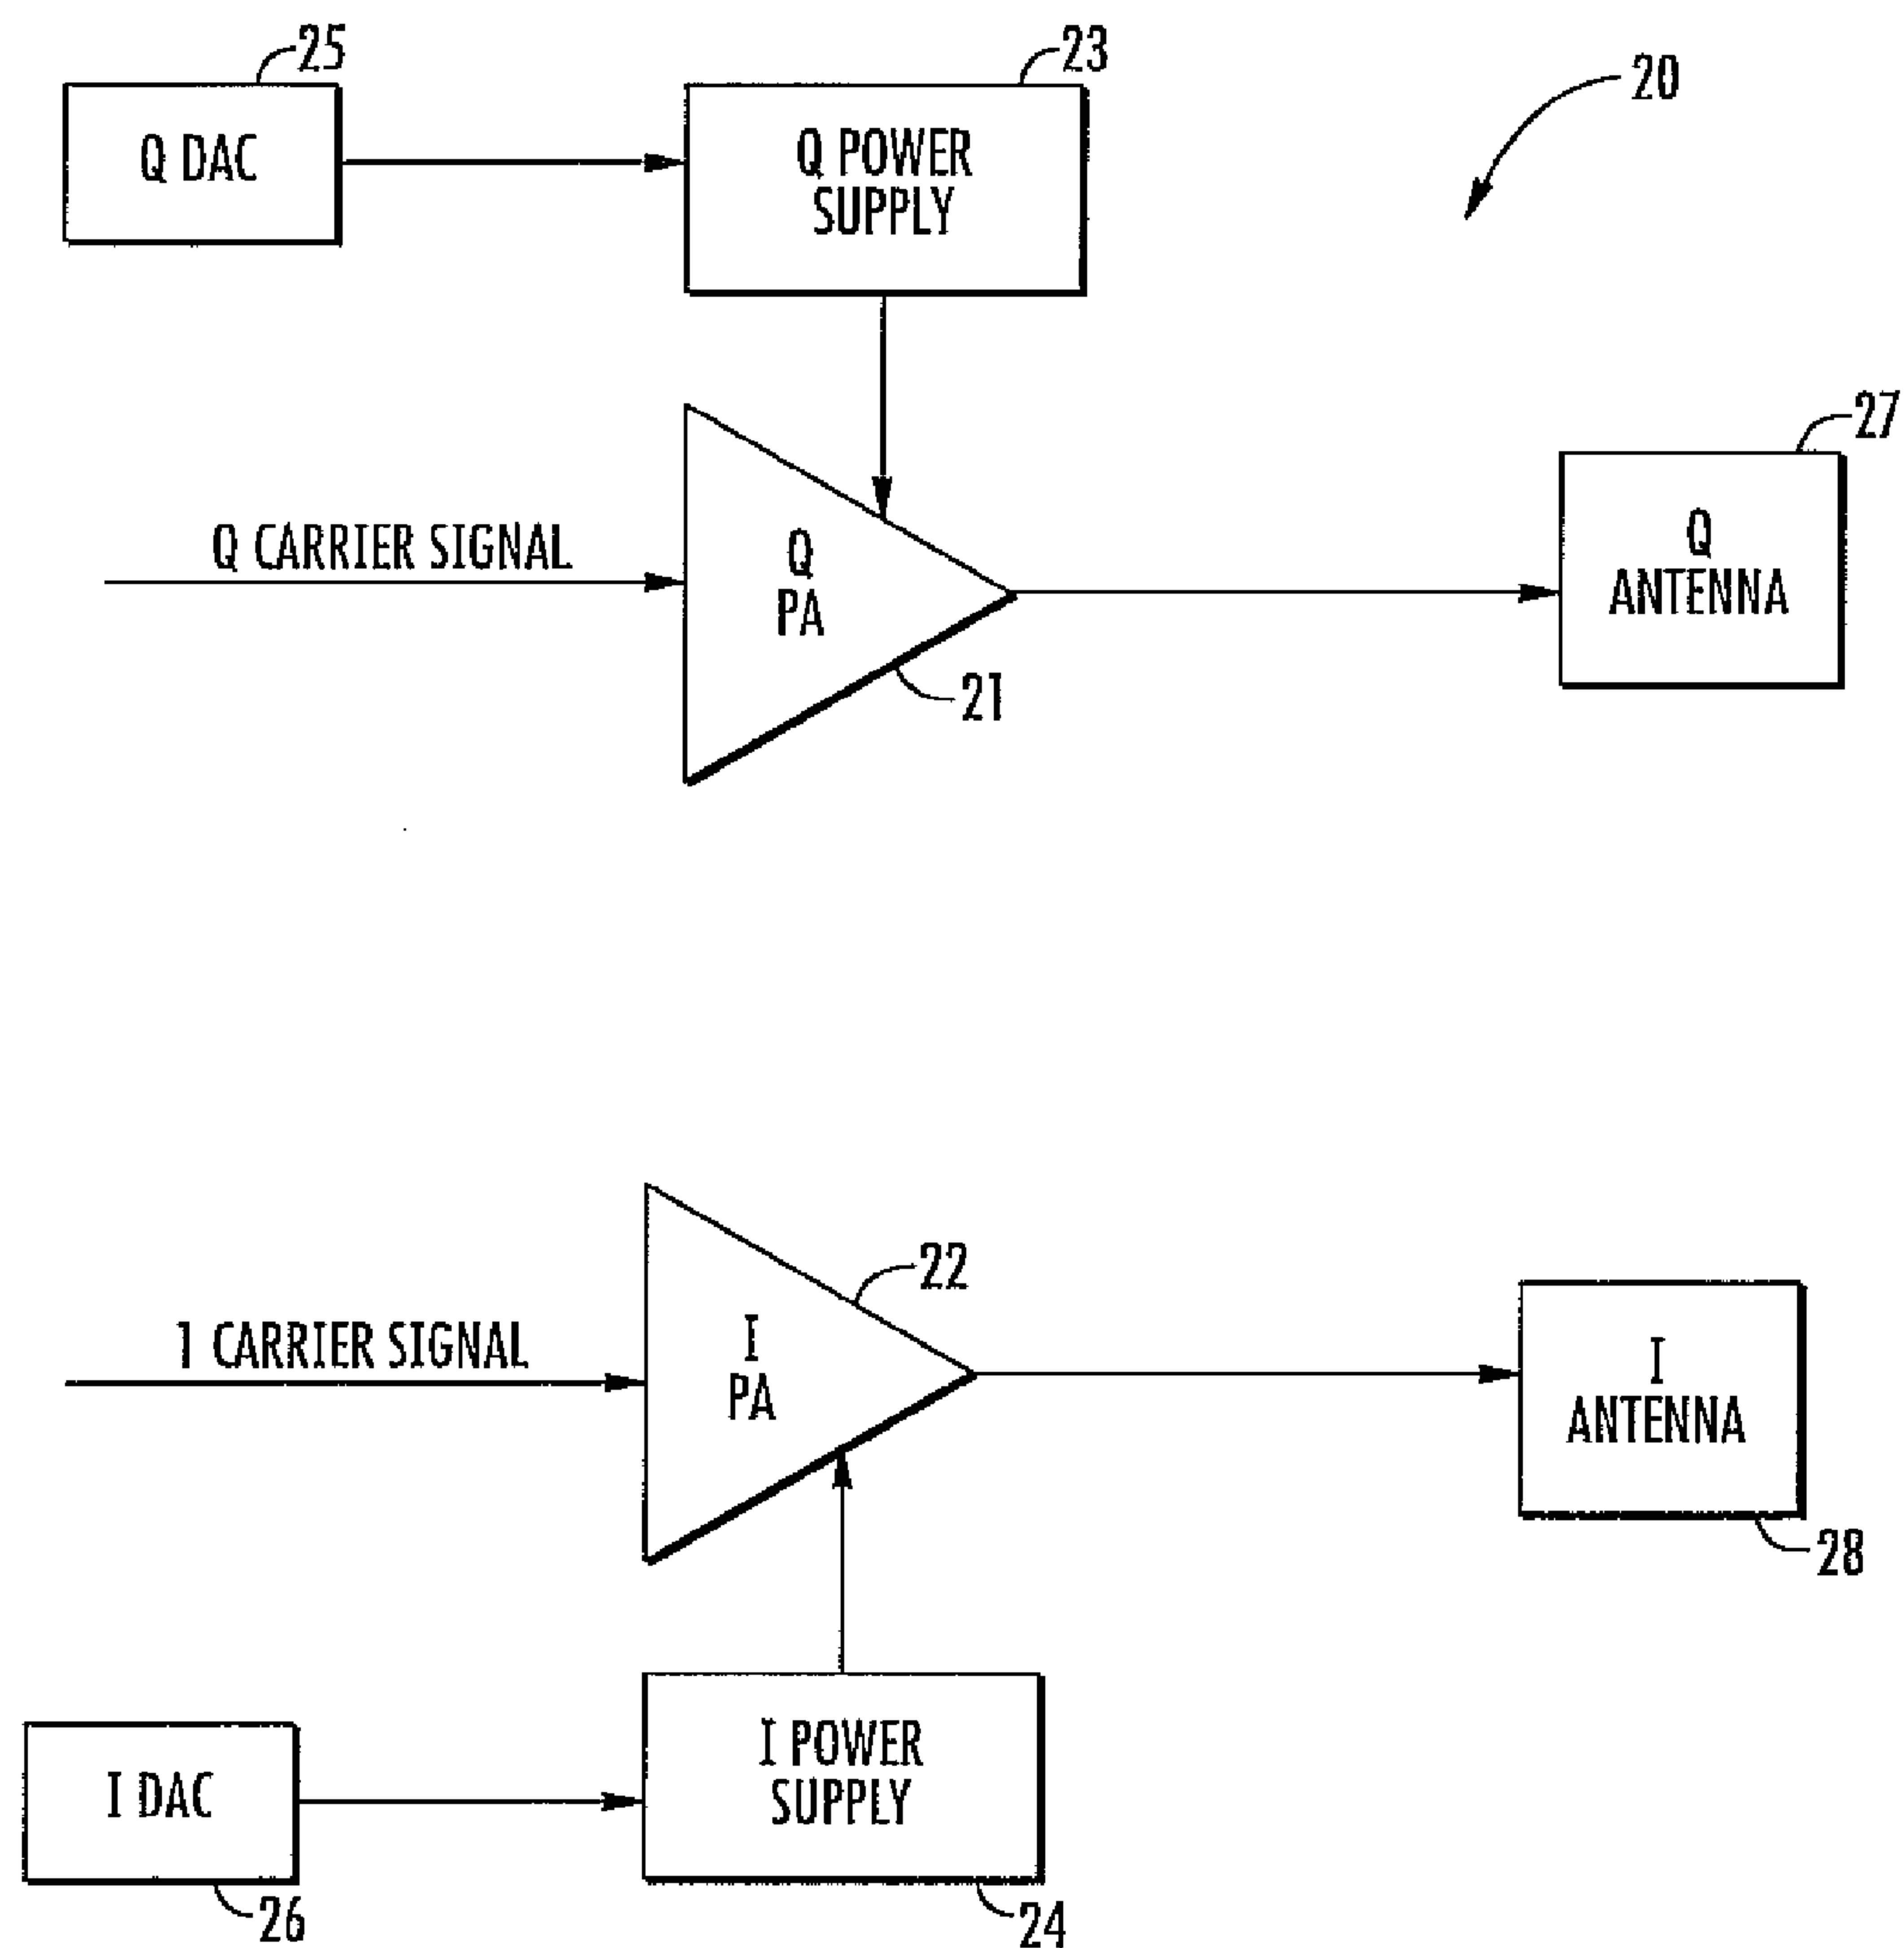 25
23
20
Q DAC
Q POWER
SUPPLY
27
Q CARRIER SIGNAL
Q
PA
Q
ANTENNA
21
22
1 CARRIER SIGNAL
I
PA
I
ANTENNA
28
I DAC
I POWER
SUPPLY
26
24